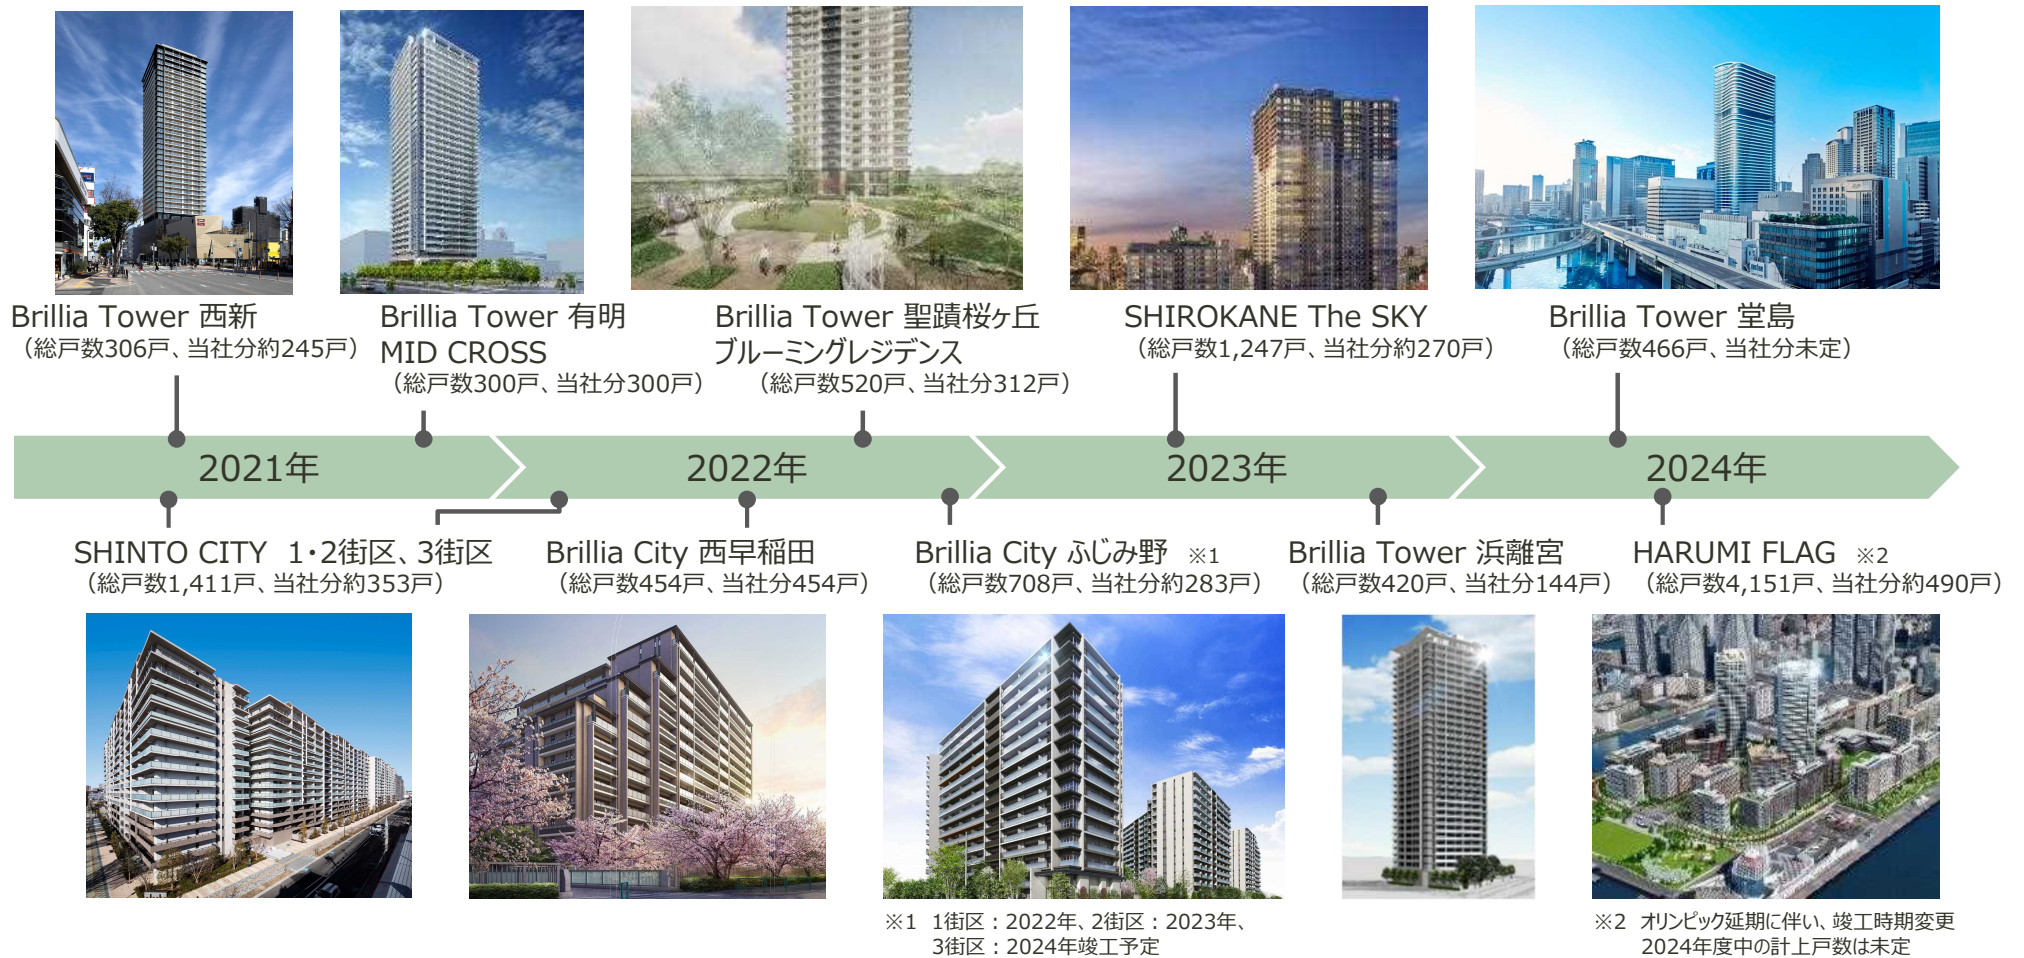 Brillia Tower 西新
（総戸数306戸、当社分約245戸）
Brillia Tower 有明
MID CROSS
（総戸数300戸、当社分300戸）
Brillia Tower 聖蹟桜ヶ丘
ブルーミングレジデンス
（総戸数520戸、当社分312戸）
SHIROKANE The SKY
（総戸数1,247戸、当社分約270戸）
Brillia Tower 堂島
（総戸数466戸、当社分未定）
2021年
2022年
2023年
2024年
SHINTO CITY 1・2街区、3街区
（総戸数1,411戸、当社分約353戸）
Brillia City 西早稲田
（総戸数454戸、当社分454戸）
Brillia City ふじみ野 ※1
（総戸数708戸、当社分約283戸）
Brillia Tower 浜離宮
（総戸数420戸、当社分144戸）
HARUMI FLAG ※2
（総戸数4,151戸、当社分約490戸）
※1 1街区：2022年、2街区：2023年、
3街区：2024年竣工予定
※2 オリンピック延期に伴い、竣工時期変更
2024年度中の計上戸数は未定